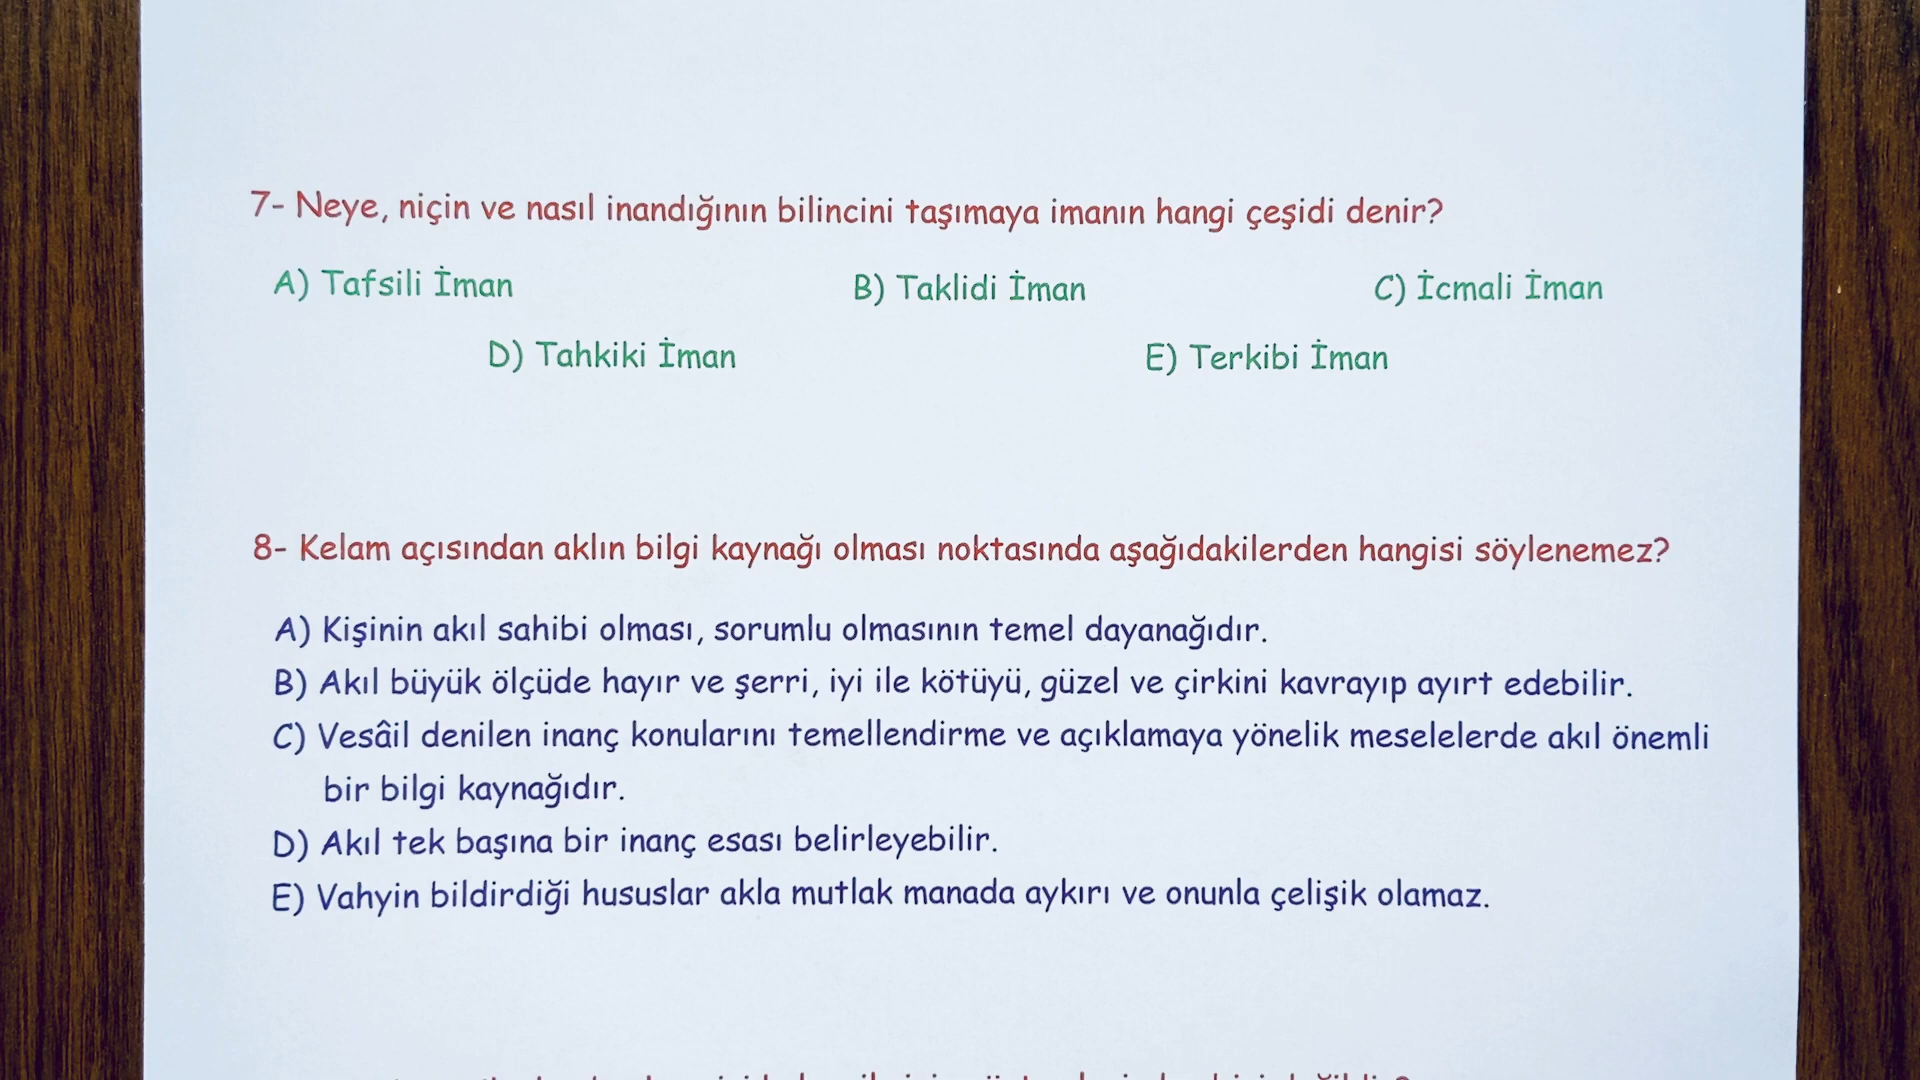 7- Neye, niçin ve nasıl inandığının bilincini taşımaya imanın hangi çeşidi denir?
A) Tafsili İman B) Taklidi İman C) İcmali İman
D) Tahkiki İman E) Terkibi İman
8- Kelam açısından aklın bilgi kaynağı olması noktasında aşağıdakilerden hangisi söylenemez?
A) Kişinin akıl sahibi olması, sorumlu olmasının temel dayanağıdır.
B) Akıl büyük ölçüde hayır ve şerri, iyi ile kötüyü, güzel ve çirkini kavrayıp ayırt edebilir.
C) Vesâil denilen inanç konularını temellendirme ve açıklamaya yönelik meselelerde akıl önemli
bir bilgi kaynağıdır.
D) Akıl tek başına bir inanç esası belirleyebilir.
E) Vahyin bildirdiği hususlar akla mutlak manada aykırı ve onunla çelişik olamaz.